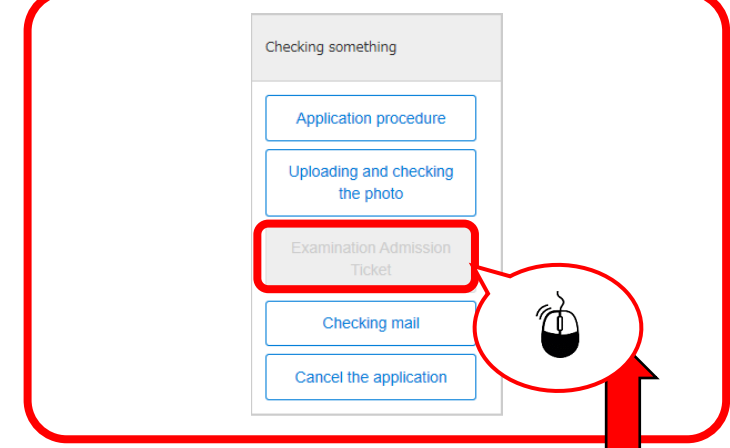 Checking something
Application procedure
Uploading and checking
the photo
Examination Admission
Ticket
Checking mail
Cancel the application